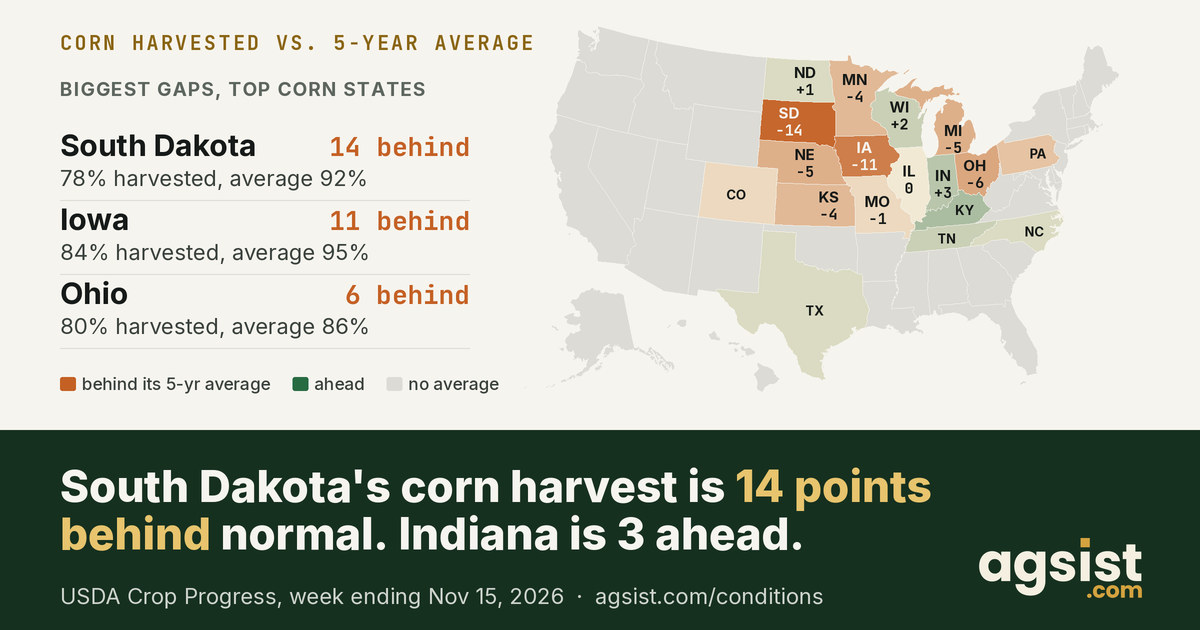 CORN HARVESTED VS. 5-YEAR AVERAGE
BIGGEST GAPS, TOP CORN STATES
South Dakota 14 behind
78% harvested, average 92%
Iowa 11 behind
84% harvested, average 95%
Ohio 6 behind
80% harvested, average 86%
behind its 5-yr average ahead no average
ND
+1
MN
-4
WI
+2
SD
-14
MI
-5
IA
-11
NE
-5
PA
OH
-6
IL
0
IN
+3
CO
KS
-4
MO
-1
KY
NC
TN
TX
South Dakota's corn harvest is 14 points
behind normal. Indiana is 3 ahead.
USDA Crop Progress, week ending Nov 15, 2026 · agsist.com/conditions
agsist
.com